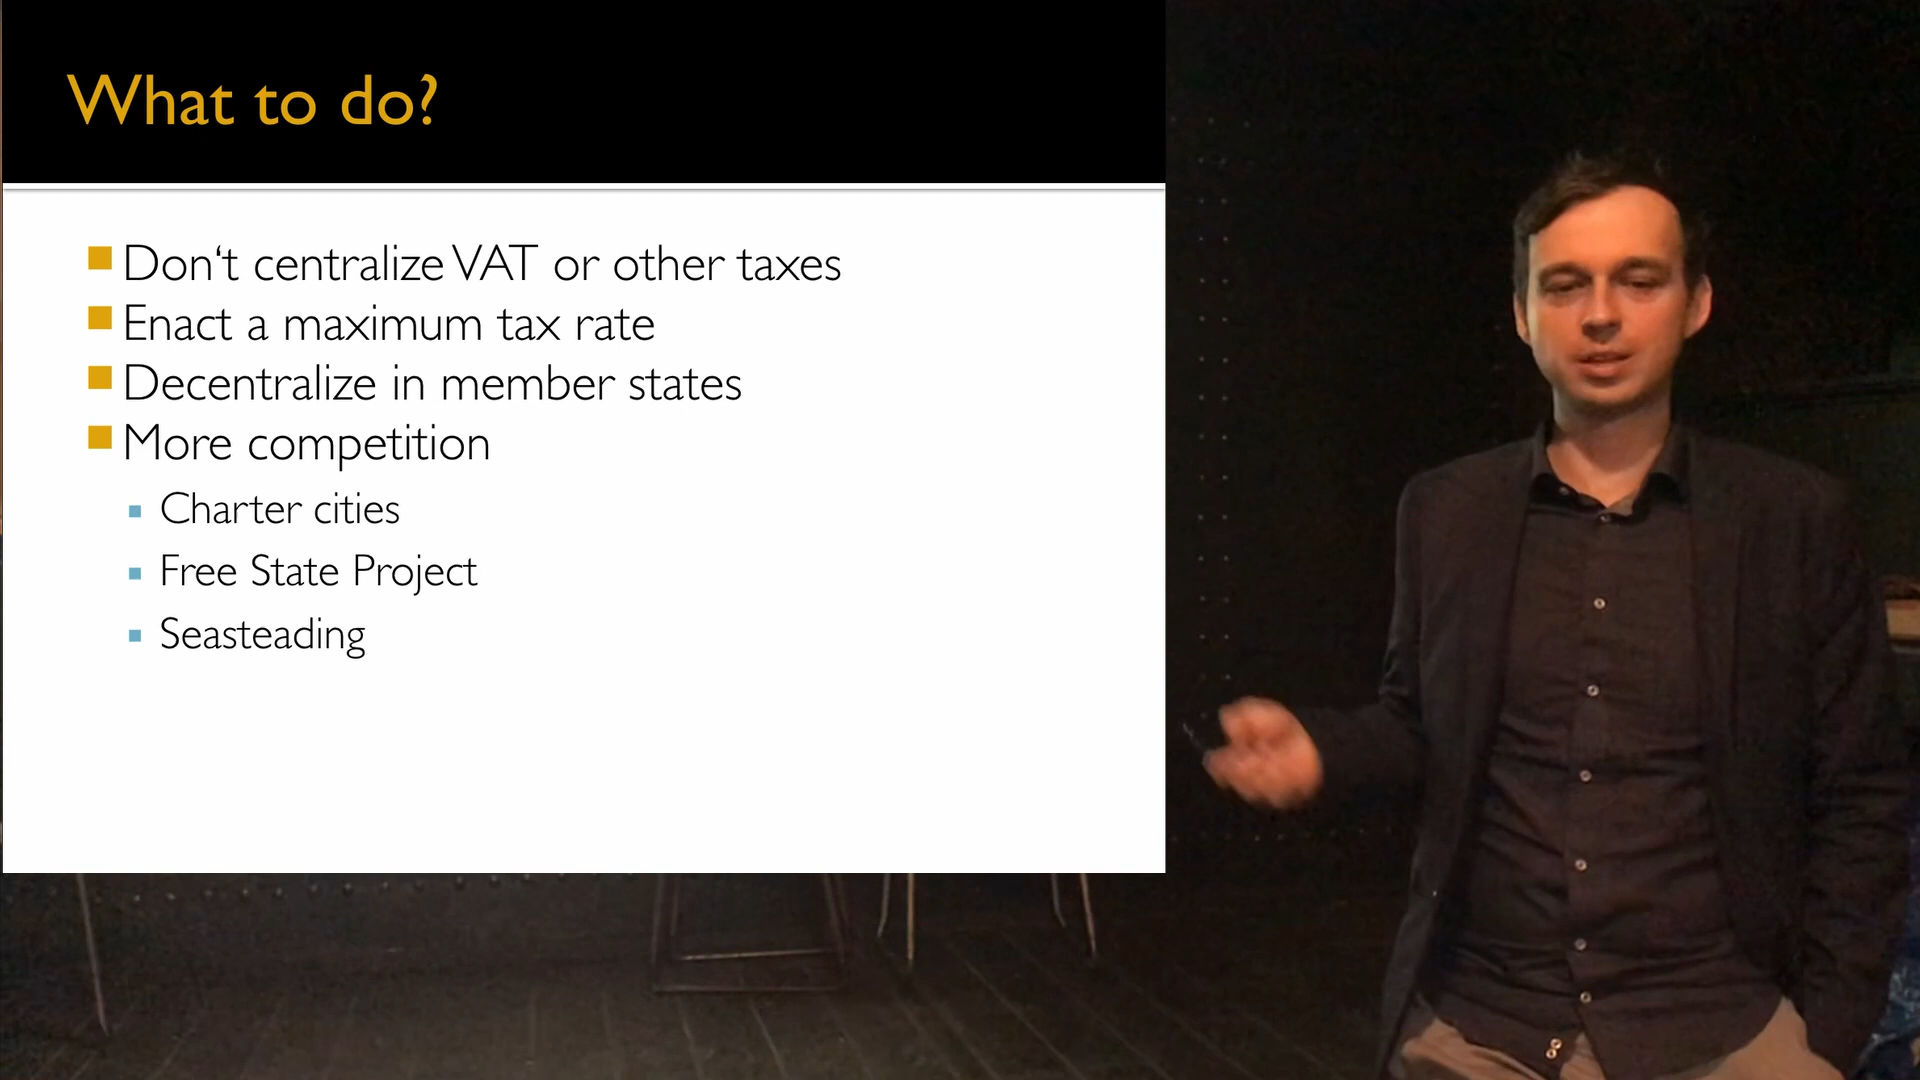 What to do?
Don‘t centralize VAT or other taxes
Enact a maximum tax rate
Decentralize in member states
More competition
Charter cities
Free State Project
Seasteading